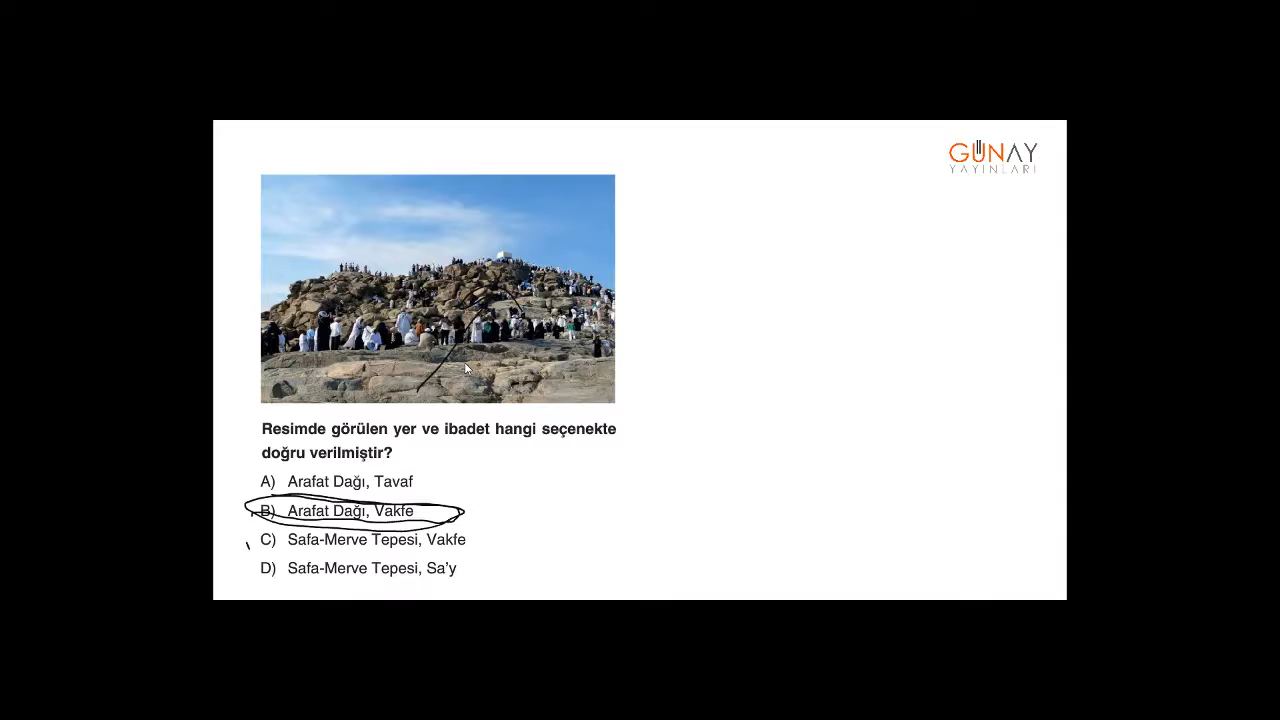 GÜNAY
YAYINLARI
Resimde görülen yer ve ibadet hangi seçenekte
doğru verilmiştir?
A) Arafat Dağı, Tavaf
B) Arafat Dağı, Vakfe
C) Safa-Merve Tepesi, Vakfe
D) Safa-Merve Tepesi, Sa’y